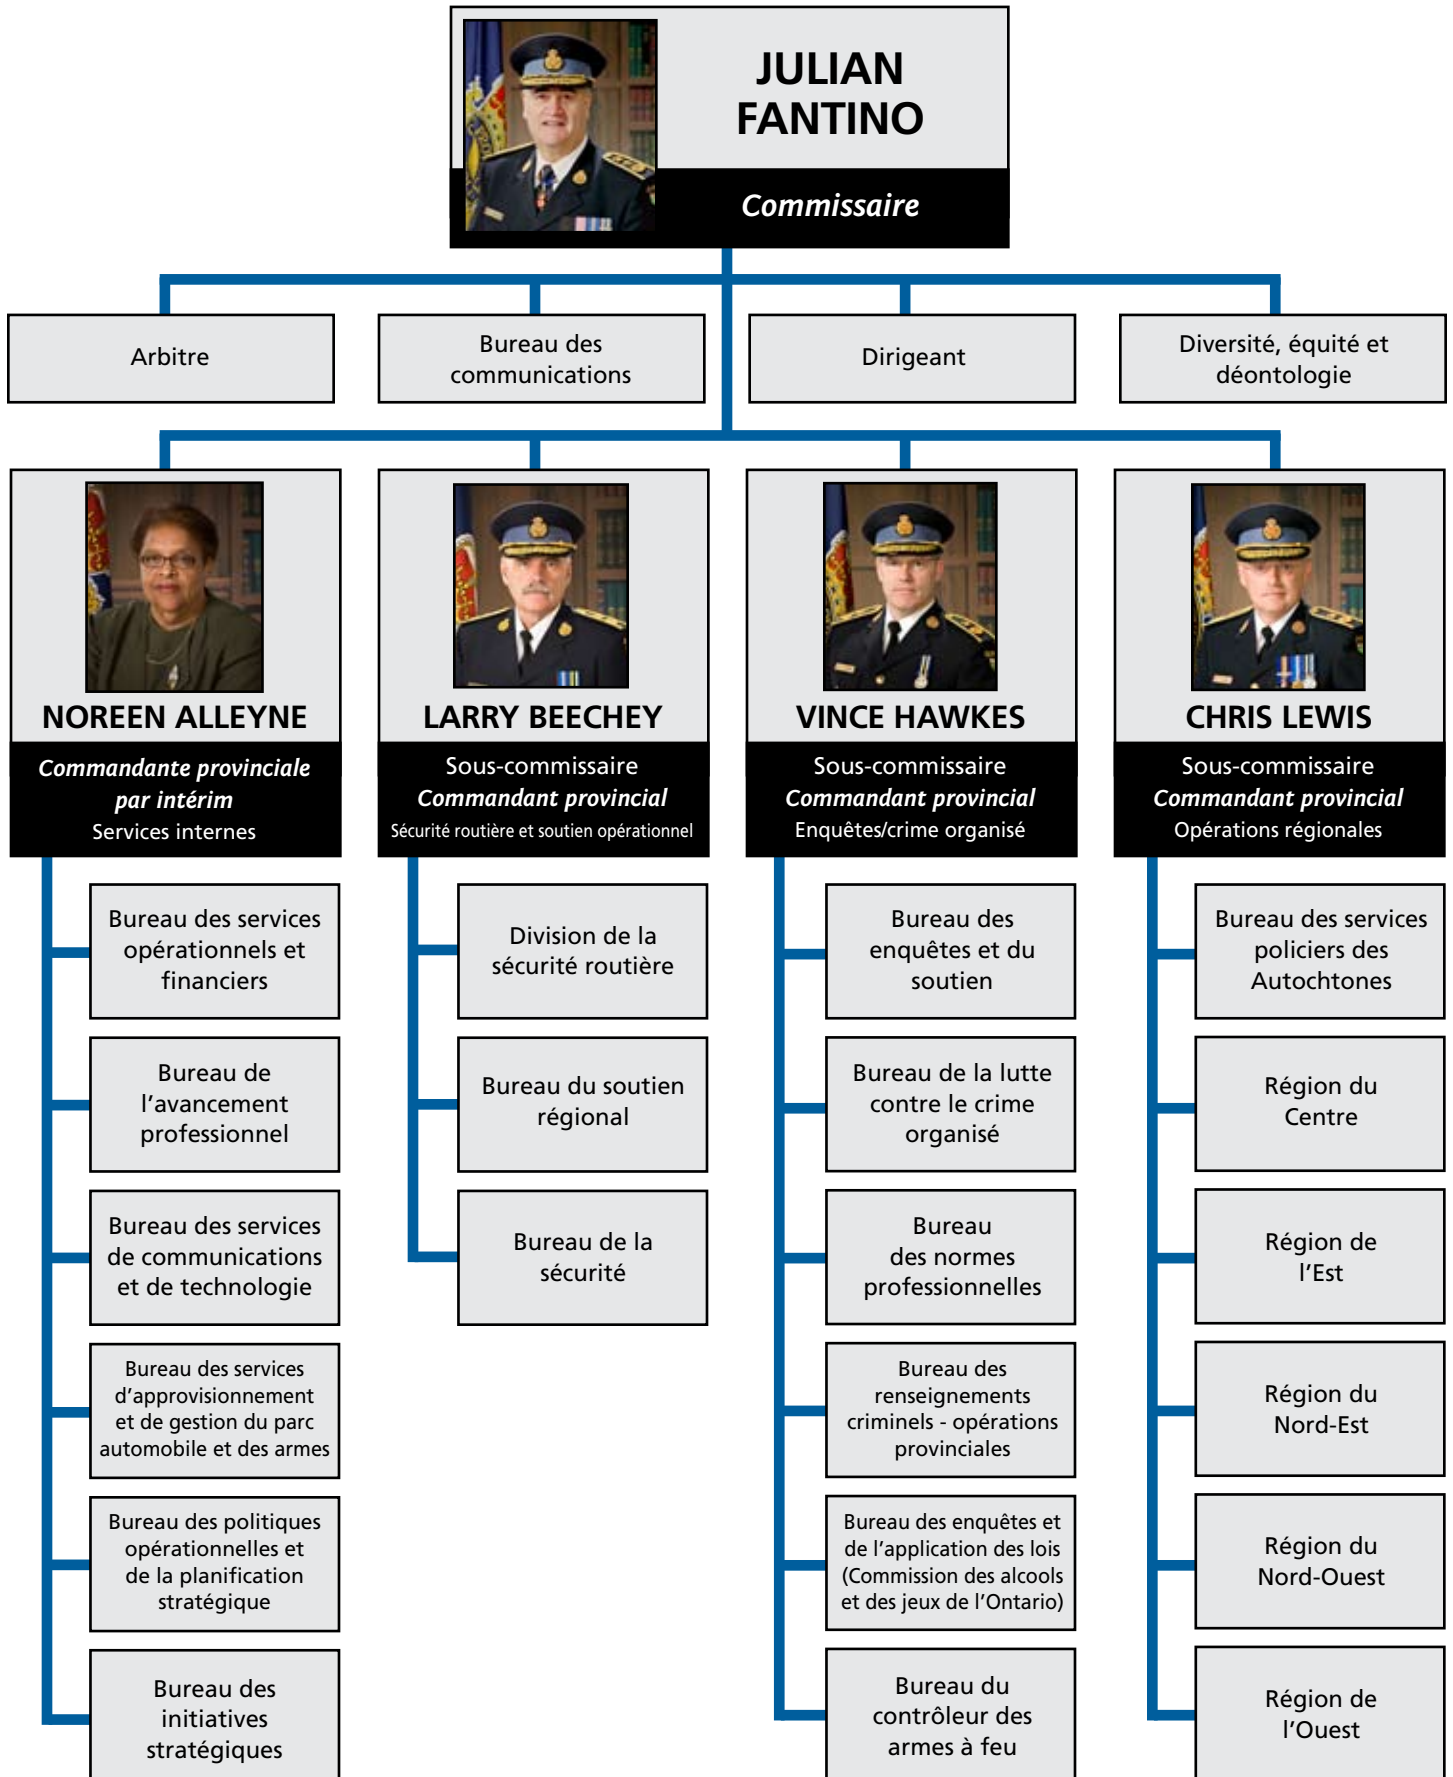 JULIAN
FANTINO
Commissaire
Arbitre
Bureau des
communications
Dirigeant
Diversité, équité et
déontologie
NOREEN ALLEYNE
Commandante provinciale
par intérim
Services internes
LARRY BEECHEY
Sous-commissaire
Commandant provincial
Sécurité routière et soutien opérationnel
VINCE HAWKES
Sous-commissaire
Commandant provincial
Enquêtes/crime organisé
CHRIS LEWIS
Sous-commissaire
Commandant provincial
Opérations régionales
Bureau des services
opérationnels et
financiers
Bureau de
l'avancement
professionnel
Bureau des services
de communications
et de technologie
Bureau des services
d'approvisionnement
et de gestion du parc
automobile et des armes
Bureau des politiques
opérationnelles et
de la planification
stratégique
Bureau des
initiatives
stratégiques
Division de la
sécurité routière
Bureau du soutien
régional
Bureau de la
sécurité
Bureau des
enquêtes et du
soutien
Bureau de la lutte
contre le crime
organisé
Bureau
des normes
professionnelles
Bureau des
renseignements
criminels - opérations
provinciales
Bureau des enquêtes et
de l'application des lois
(Commission des alcools
et des jeux de l'Ontario)
Bureau du
contrôleur des
armes à feu
Bureau des services
policiers des
Autochtones
Région du
Centre
Région de
l'Est
Région du
Nord-Est
Région du
Nord-Ouest
Région de
l'Ouest